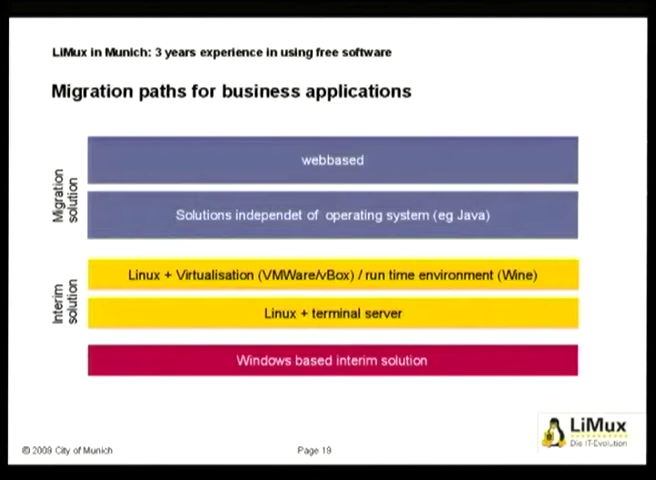 LiMux in Munich: 3 years experience in using free software
Migration paths for business applications
Migration
solution
webbased
Solutions independet of operating system (eg Java)
Interim
solution
Linux + Virtualisation (VMWare/vBox) / run time environment (Wine)
Linux + terminal server
Windows based interim solution
LiMux
Die IT-Evolution
© 2009 City of Munich
Page 19